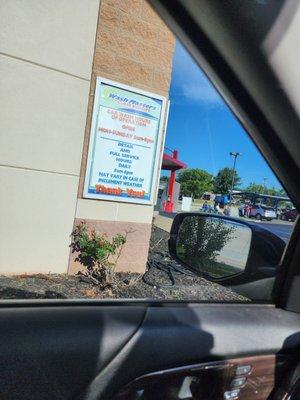 Wash Masters
CAR WASH HOURS
OF OPERATION
OPEN
MON-SUNDAY 8am-8pm
DETAIL
AND
FULL SERVICE
HOURS
DAILY
8am-6pm
MAY VARY IN CASE OF
INCLEMENT WEATHER
Thank You!